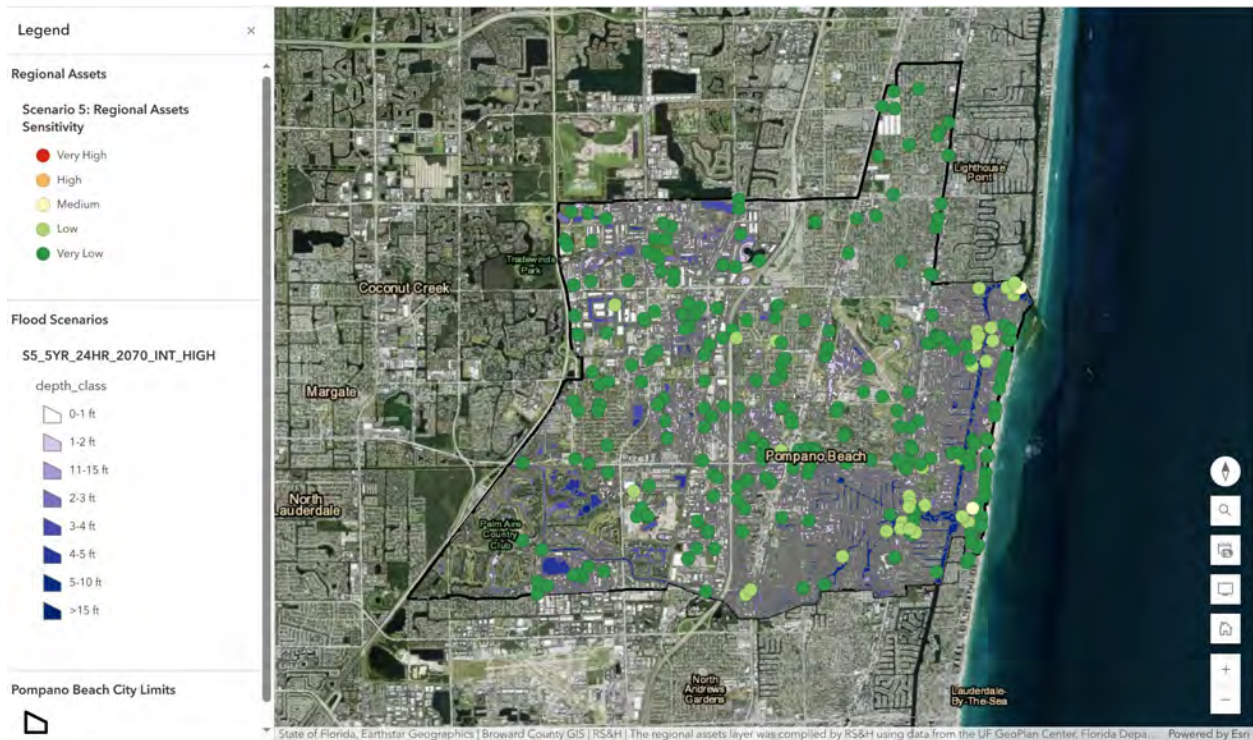 Legend
Regional Assets
Scenario 5: Regional Assets
Sensitivity
Very High
High
Medium
Low
Very Low
Flood Scenarios
S5_5YR_24HR_2070_INT_HIGH
depth_class
0-1 ft
1-2 ft
11-15 ft
2-3 ft
3-4 ft
4-5 ft
5-10 ft
>15 ft
Pompano Beach City Limits
Lighthouse
Point
Tradewinds
Park
Coconut Creek
Margate
Pompano Beach
North
Lauderdale
Palm Aire
Country
Club
North
Andrews
Gardens
Lauderdale-
By-The-Sea
State of Florida, Earthstar Geographics | Broward County GIS | RS&H | The regional assets layer was compiled by RS&H using data from the UF GeoPlan Center, Florida Depa... Powered by Esri